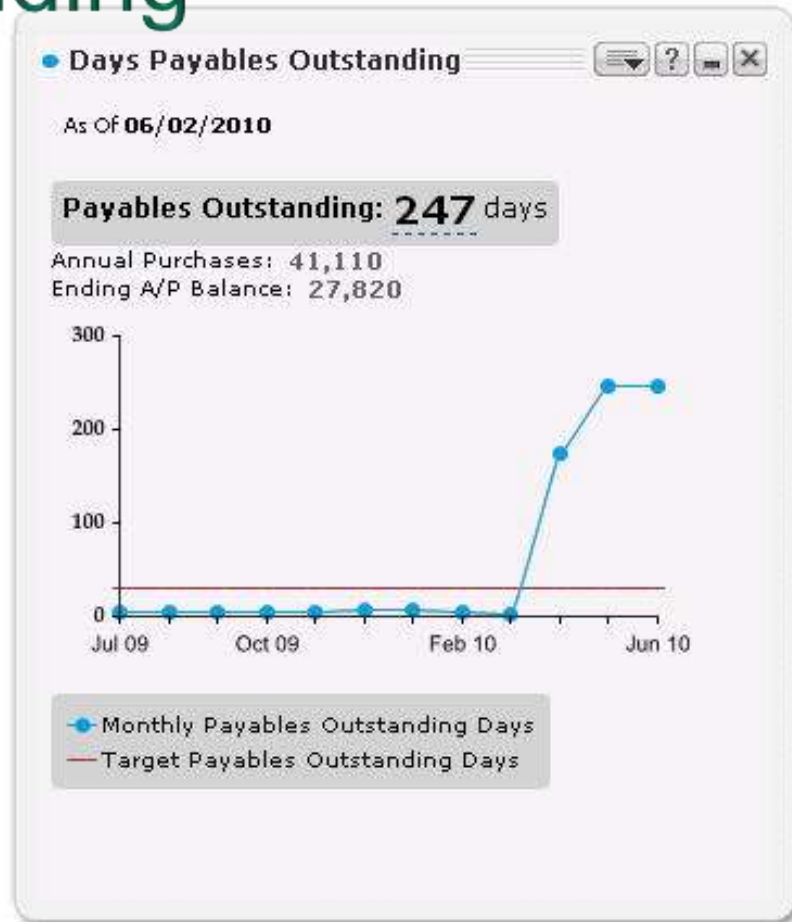 Days Payables Outstanding
?
As Of 06/02/2010
Payables Outstanding: 247 days
Annual Purchases: 41,110
Ending A/P Balance: 27,820
300
200
100
0
Jul 09 Oct 09 Feb 10 Jun 10
Monthly Payables Outstanding Days
Target Payables Outstanding Days